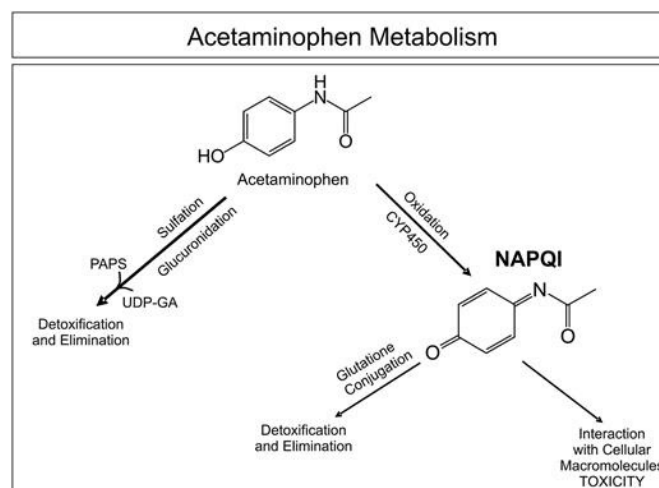 Acetaminophen Metabolism
H
N
O
HO
Acetaminophen
Sulfation
Glucuronidation
PAPS
UDP-GA
Detoxification
and Elimination
Oxidation
CYP450
NAPQI
N
O
O
Glutatione
Conjugation
Detoxification
and Elimination
Interaction
with Cellular
Macromolecules
TOXICITY